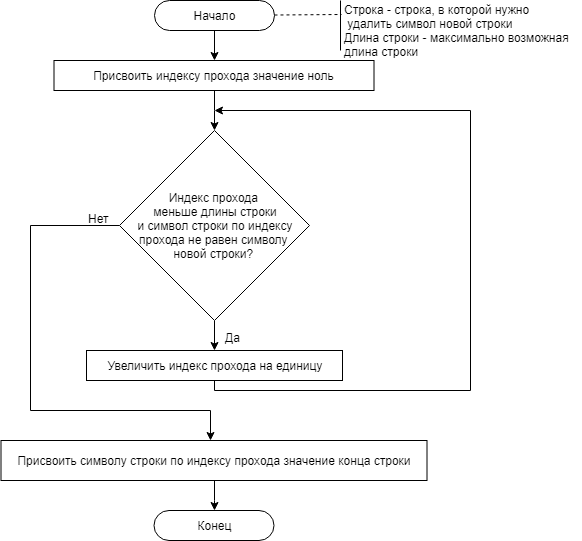 Начало
Строка - строка, в которой нужно
удалить символ новой строки
Длина строки - максимально возможная
длина строки
Присвоить индексу прохода значение ноль
Индекс прохода
меньше длины строки
и символ строки по индексу
прохода не равен символу
новой строки?
Нет
Да
Увеличить индекс прохода на единицу
Присвоить символу строки по индексу прохода значение конца строки
Конец